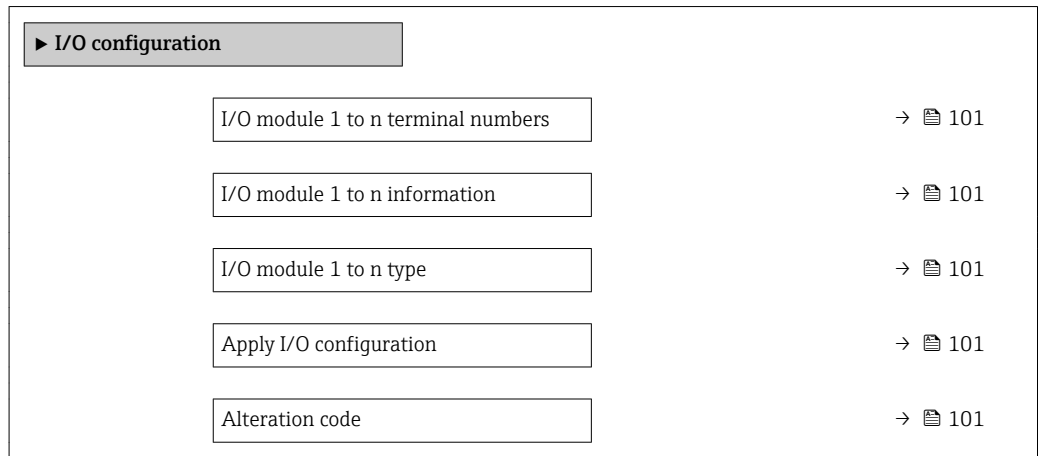 ▶ I/O configuration
I/O module 1 to n terminal numbers → 101
I/O module 1 to n information → 101
I/O module 1 to n type → 101
Apply I/O configuration → 101
Alteration code → 101